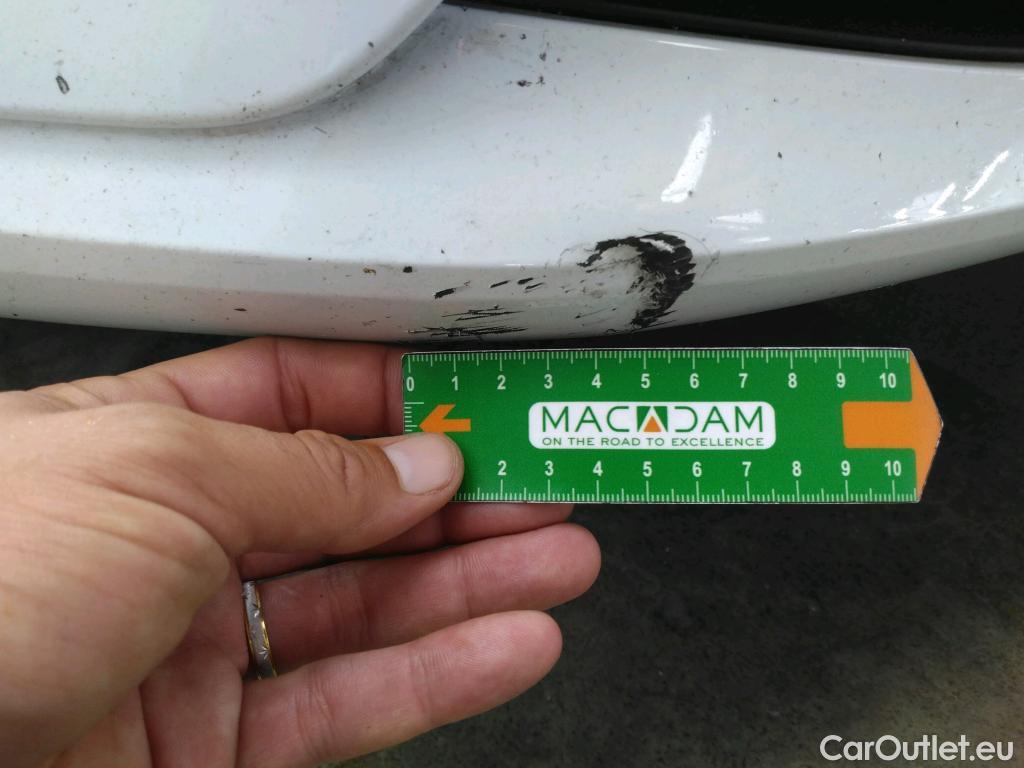 0 1 2 3 4 5 6 7 8 9 10
MACADAM
ON THE ROAD TO EXCELLENCE
2 3 4 5 6 7 8 9 10
CarOutlet.eu